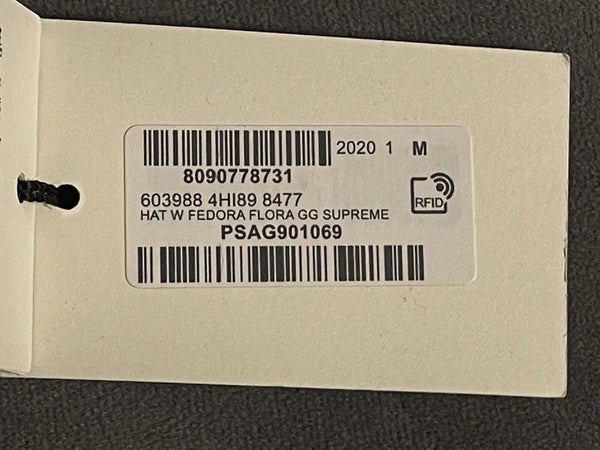 2020 1 M
8090778731
603988 4HI89 8477
RFID
HAT W FEDORA FLORA GG SUPREME
PSAG901069